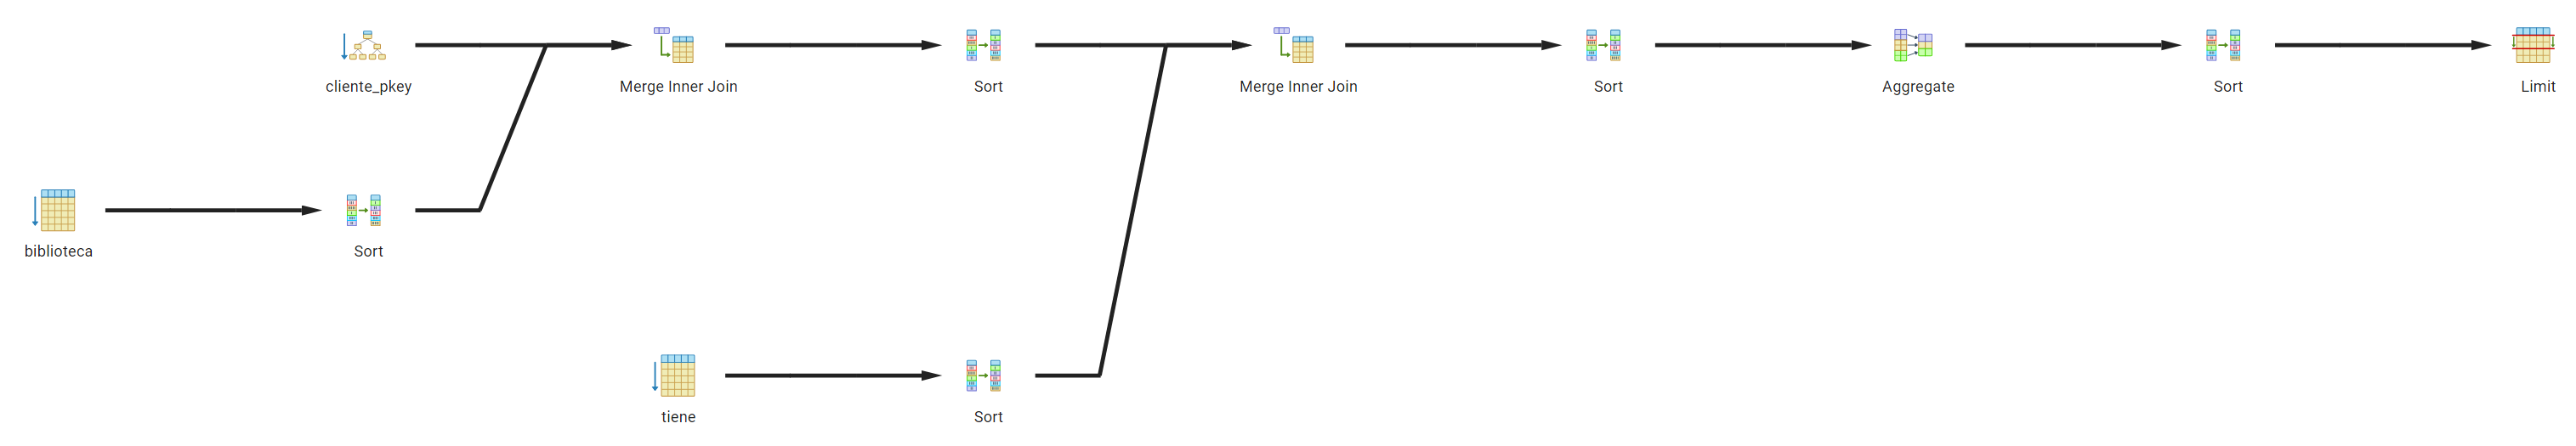 cliente_pkey
Merge Inner Join
Sort
Merge Inner Join
Sort
Aggregate
Sort
Limit
biblioteca
Sort
tiene
Sort